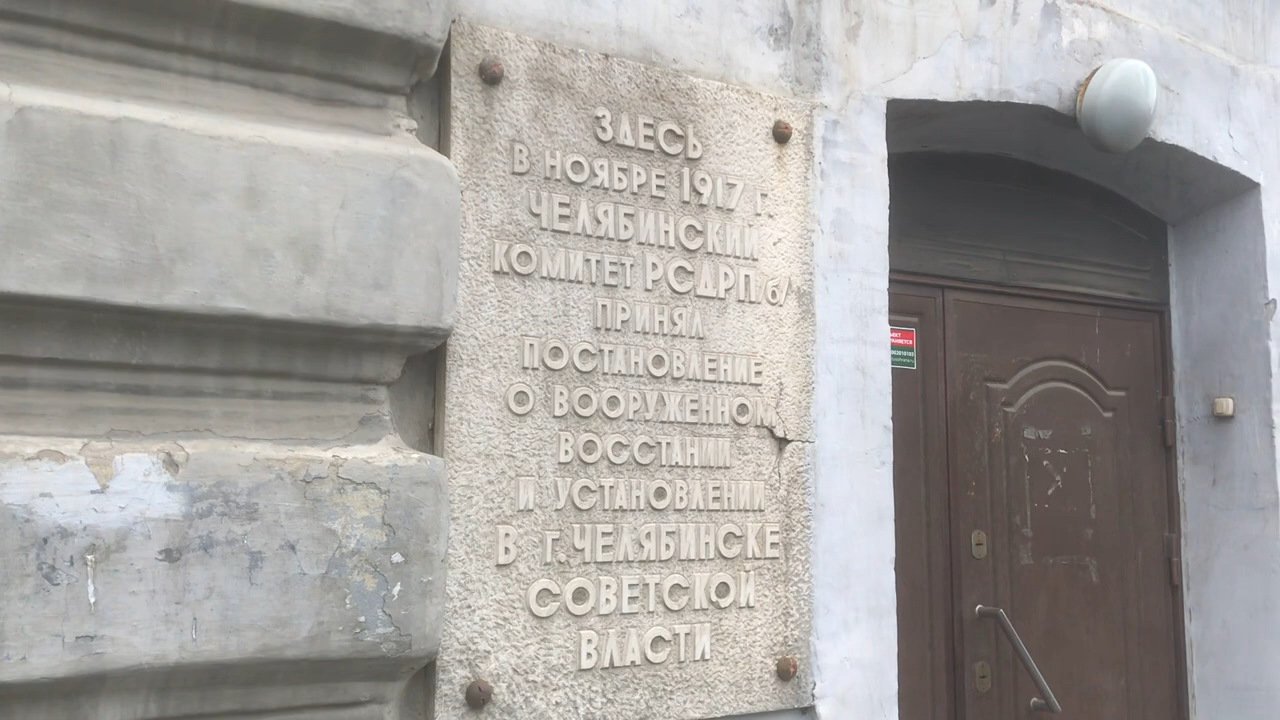 ЗДЕСЬ
В НОЯБРЕ 1917 г.
ЧЕЛЯБИНСКИЙ
КОМИТЕТ РСДРП/б/
ПРИНЯЛ
ПОСТАНОВЛЕНИЕ
О ВООРУЖЕННОМ
ВОССТАНИИ
И УСТАНОВЛЕНИИ
В г. ЧЕЛЯБИНСКЕ
СОВЕТСКОЙ
ВЛАСТИ